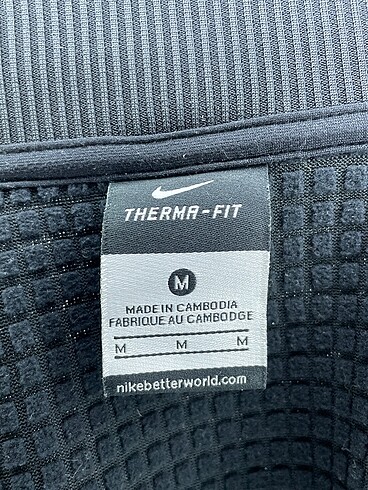 THERMA-FIT
M
MADE IN CAMBODIA
FABRIQUE AU CAMBODGE
M M M
nikebetterworld.com